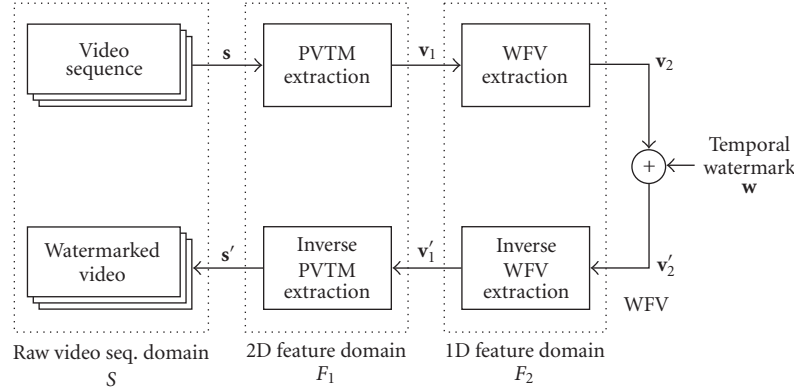 Video
sequence
s
PVTM
extraction
v₁
WFV
extraction
v₂
+
Temporal
watermark
w
Watermarked
video
s′
Inverse
PVTM
extraction
v′₁
Inverse
WFV
extraction
v′₂
WFV
Raw video seq. domain
S
2D feature domain
F₁
1D feature domain
F₂